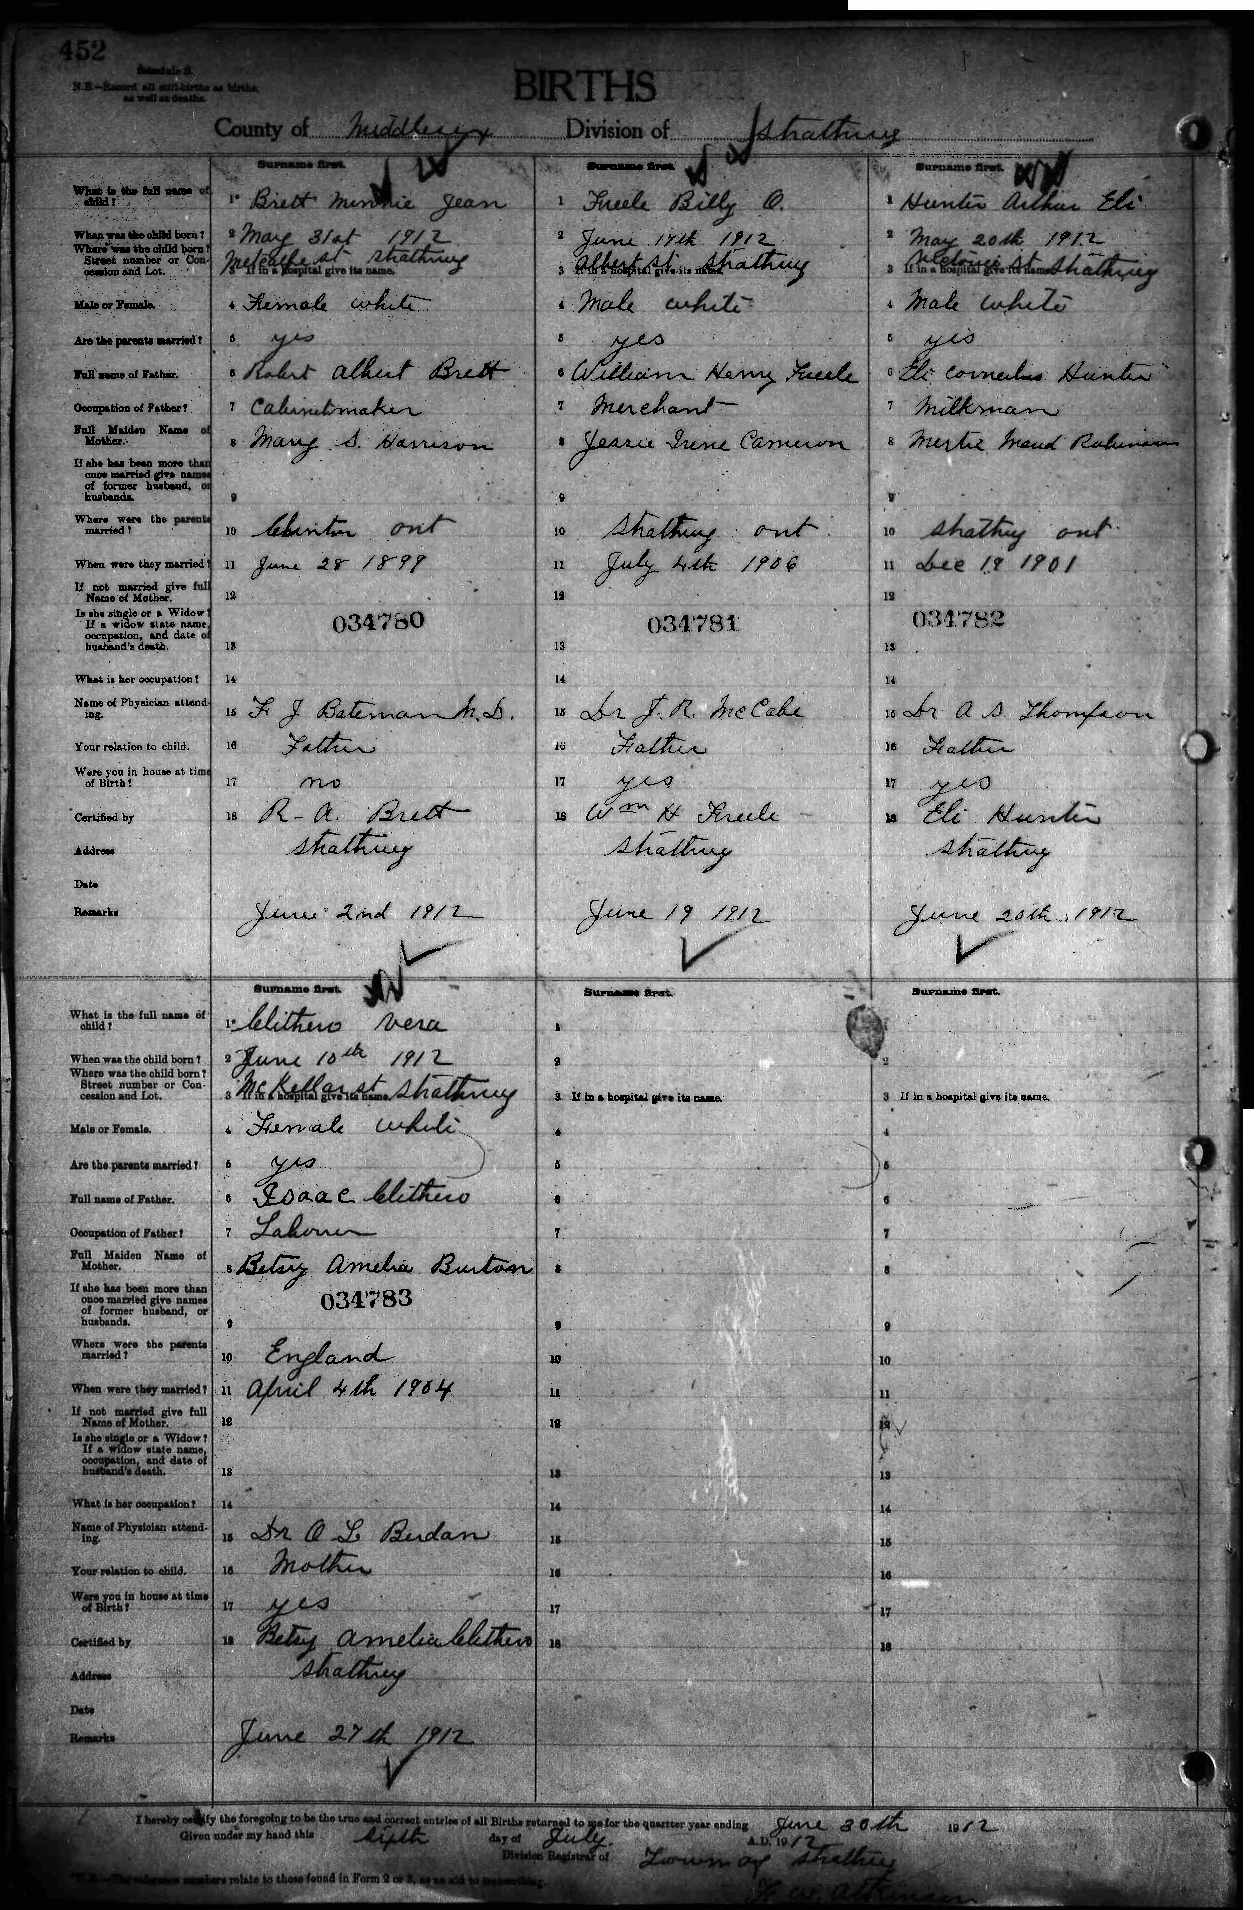 452
Schedule B.
N.B.—Record all still-births as births,
as well as deaths.
BIRTHS
County of Middlesex Division of Strathroy
Surname first. Surname first. Surname first.
What is the full name of child? 1 Brett Minnie Jean 1 Freele Billy O. 1 Hunter Arthur Eli
When was the child born? 2 May 31st 1912 2 June 17th 1912 2 May 20th 1912
Where was the child born? Street number or Concession and Lot. 3 If in a hospital give its name. Metcalfe st Strathroy 3 If in a hospital give its name. Albert St. Strathroy 3 If in a hospital give its name. Victoria St Strathroy
Male or Female. 4 Female white 4 Male white 4 Male white
Are the parents married? 5 yes 5 yes 5 yes
Full name of Father. 6 Robert Albert Brett 6 William Henry Freele 6 Eli Cornelius Hunter
Occupation of Father? 7 Cabinetmaker 7 Merchant 7 Milkman
Full Maiden Name of Mother. 8 Mary S. Harrison 8 Jessie Irene Cameron 8 Mertie Maud Robinson
If she has been more than once married give names of former husband, or husbands. 9 9 9
Where were the parents married? 10 Clinton ont 10 Strathroy ont 10 Strathroy ont
When were they married? 11 June 28 1899 11 July 4th 1906 11 Dec 19 1901
If not married give full Name of Mother. 12 12 12
Is she single or a Widow? If a widow state name, occupation, and date of husband's death. 13 034780 13 034781 13 034782
What is her occupation? 14 14 14
Name of Physician attending. 15 F J Bateman M.D. 15 Dr J. R. McCabe 15 Dr A S Thompson
Your relation to child. 16 Father 16 Father 16 Father
Were you in house at time of Birth? 17 no 17 yes 17 yes
Certified by 18 R- A. Brett 18 Wm H Freele 18 Eli Hunter
Address Strathroy Strathroy Strathroy
Date
Remarks June 2nd 1912 June 19 1912 June 20th 1912
Surname first. Surname first. Surname first.
What is the full name of child? 1 Clithero Vera 1 1
When was the child born? 2 June 10th 1912 2 2
Where was the child born? Street number or Concession and Lot. 3 If in a hospital give its name. McKellar st Strathroy 3 If in a hospital give its name. 3 If in a hospital give its name.
Male or Female. 4 Female white 4 4
Are the parents married? 5 yes 5 5
Full name of Father. 6 Isaac Clithero 6 6
Occupation of Father? 7 Laborer 7 7
Full Maiden Name of Mother. 8 Betsy Amelia Burton 8 8
If she has been more than once married give names of former husband, or husbands. 9 034783 9 9
Where were the parents married? 10 England 10 10
When were they married? 11 April 4th 1904 11 11
If not married give full Name of Mother. 12 12 12
Is she single or a Widow? If a widow state name, occupation, and date of husband's death. 13 13 13
What is her occupation? 14 14 14
Name of Physician attending. 15 Dr O L Berdan 15 15
Your relation to child. 16 Mother 16 16
Were you in house at time of Birth? 17 yes 17 17
Certified by 18 Betsy Amelia Clithero 18 18
Address Strathroy
Date
Remarks June 27th 1912
I hereby certify the foregoing to be the true and correct entries of all Births returned to me for the quarter year ending June 30th 1912
Given under my hand this sixth day of July. A.D. 1912
Division Registrar of Town of Strathroy
F. W. Atkinson
N.B.—The reference numbers relate to those found in Form 2 or 3, as an aid to transcribing.